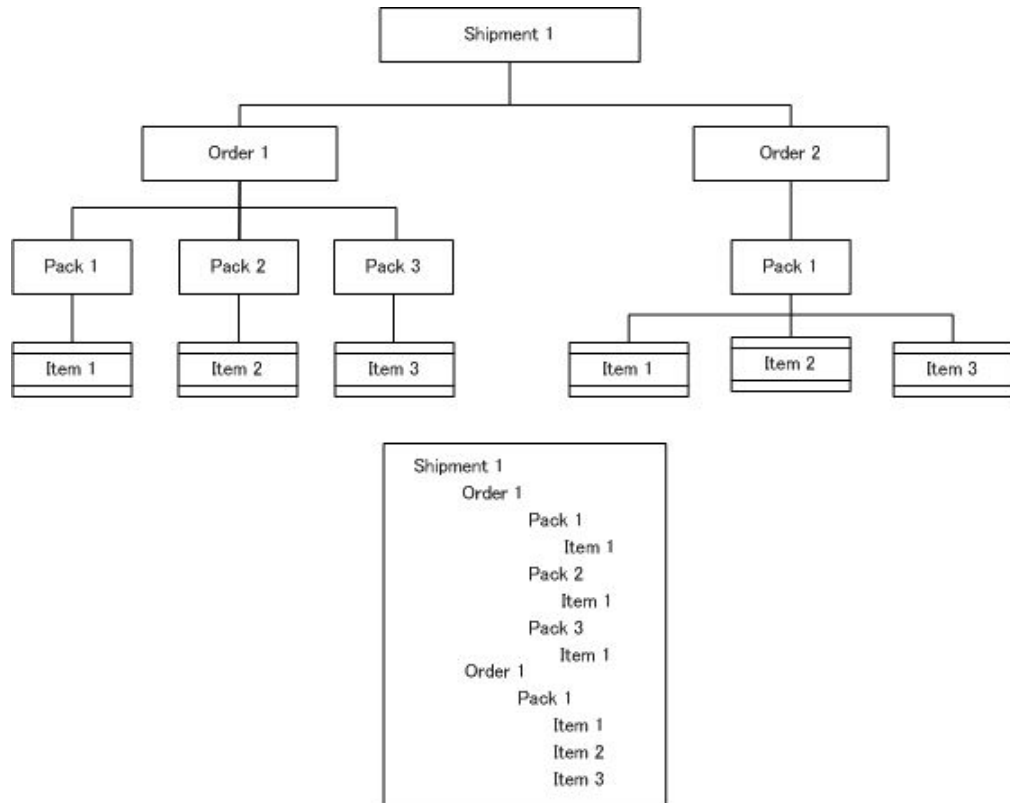 Shipment 1
Order 1 Order 2
Pack 1 Pack 2 Pack 3 Pack 1
Item 1 Item 2 Item 3 Item 1 Item 2 Item 3
Shipment 1
Order 1
Pack 1
Item 1
Pack 2
Item 1
Pack 3
Item 1
Order 1
Pack 1
Item 1
Item 2
Item 3